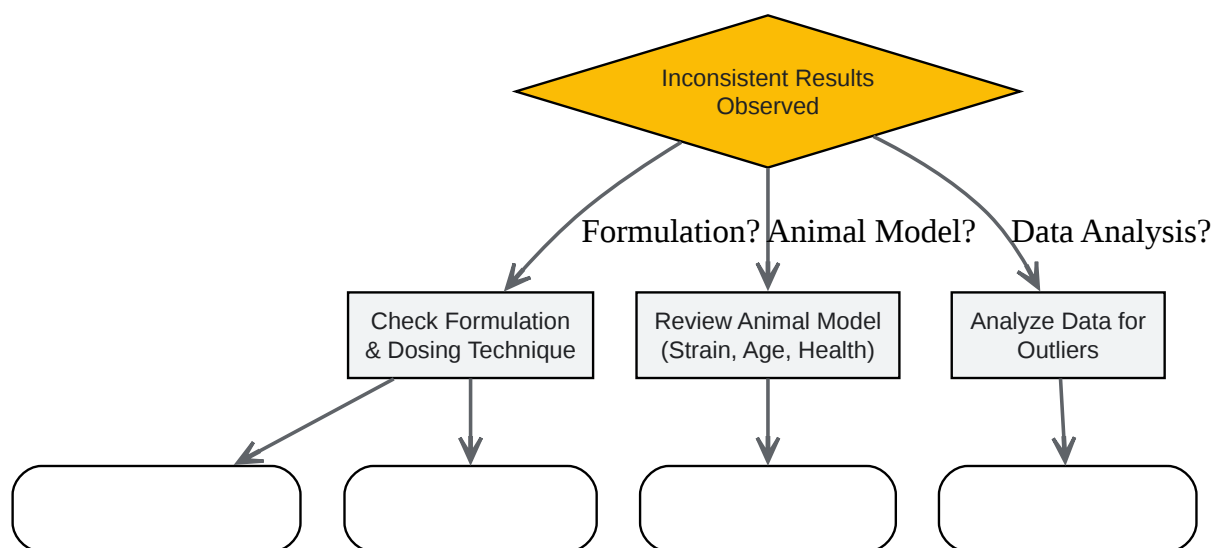 Inconsistent Results
Observed
Formulation?
Animal Model?
Data Analysis?
Check Formulation
& Dosing Technique
Review Animal Model
(Strain, Age, Health)
Analyze Data for
Outliers